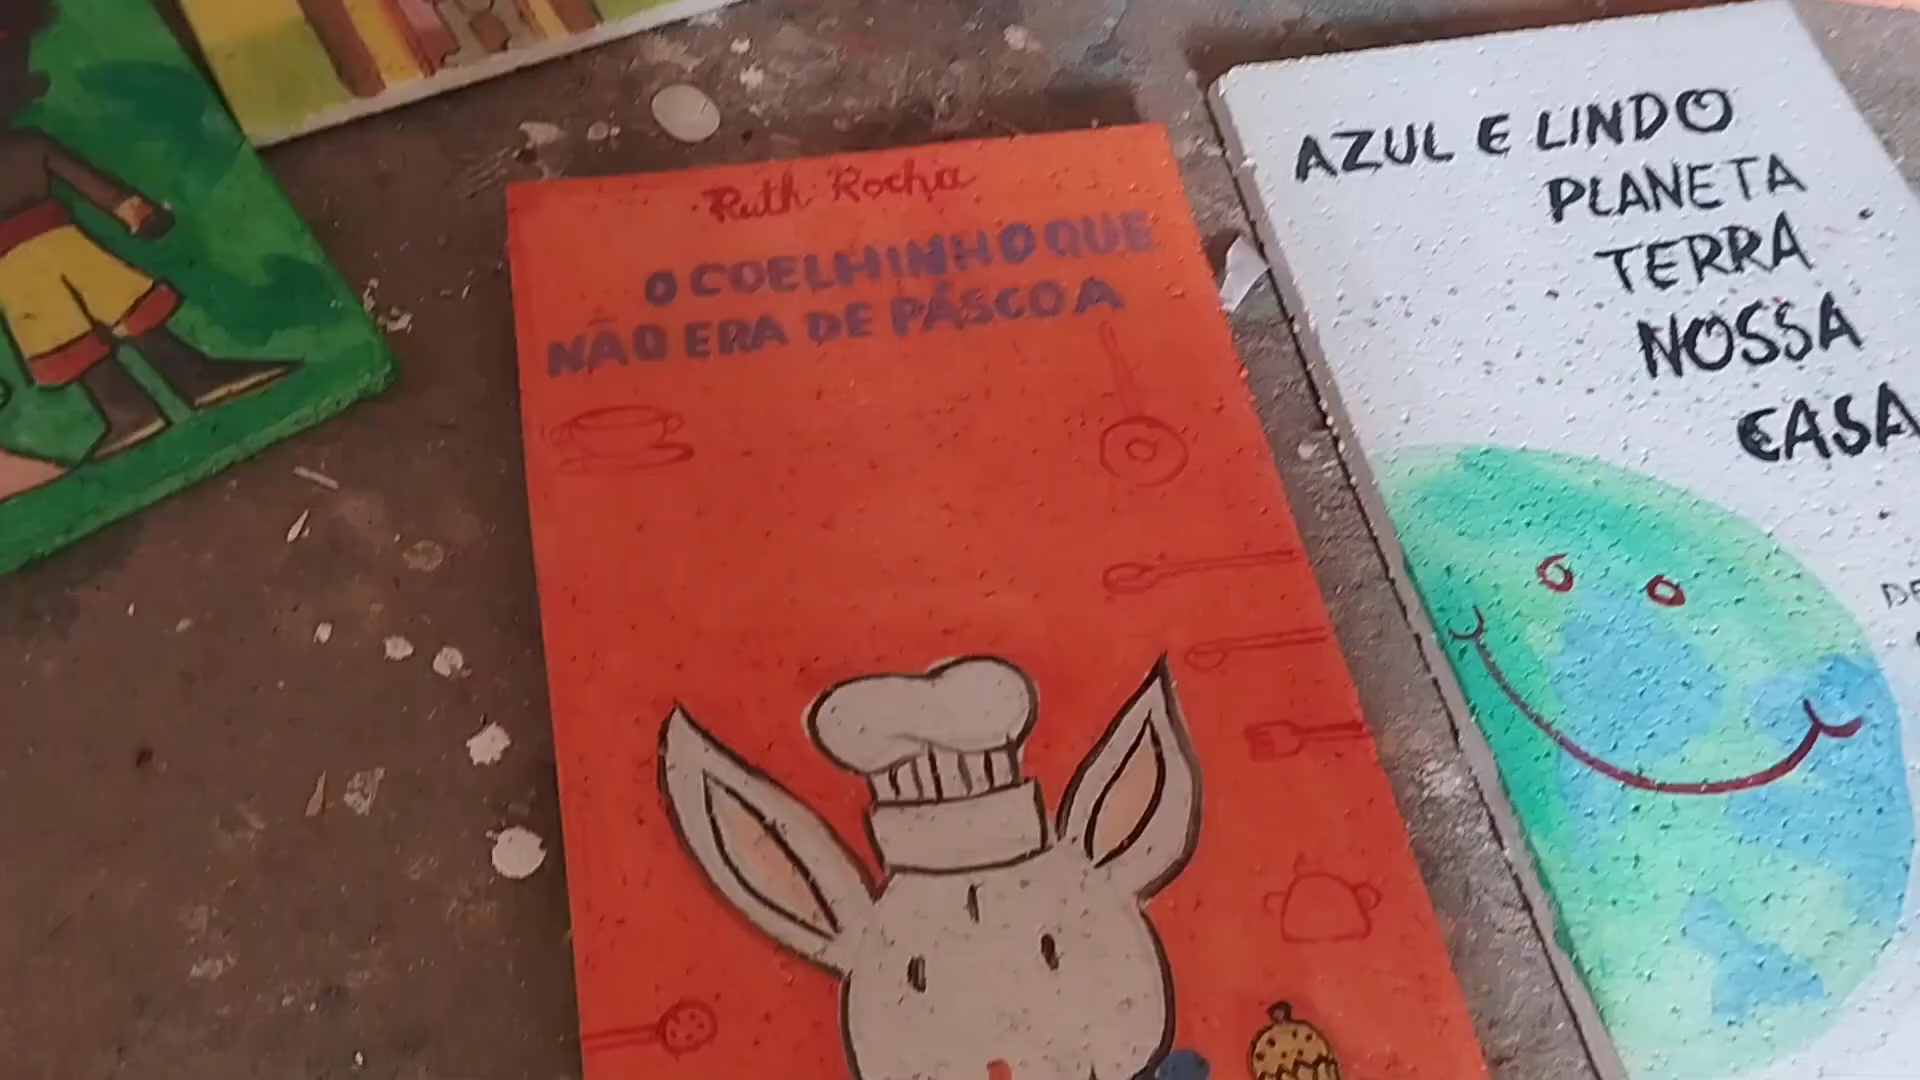 Ruth Rocha
O COELHINHO QUE
NÃO ERA DE PÁSCOA
AZUL E LINDO
PLANETA
TERRA
NOSSA
CASA